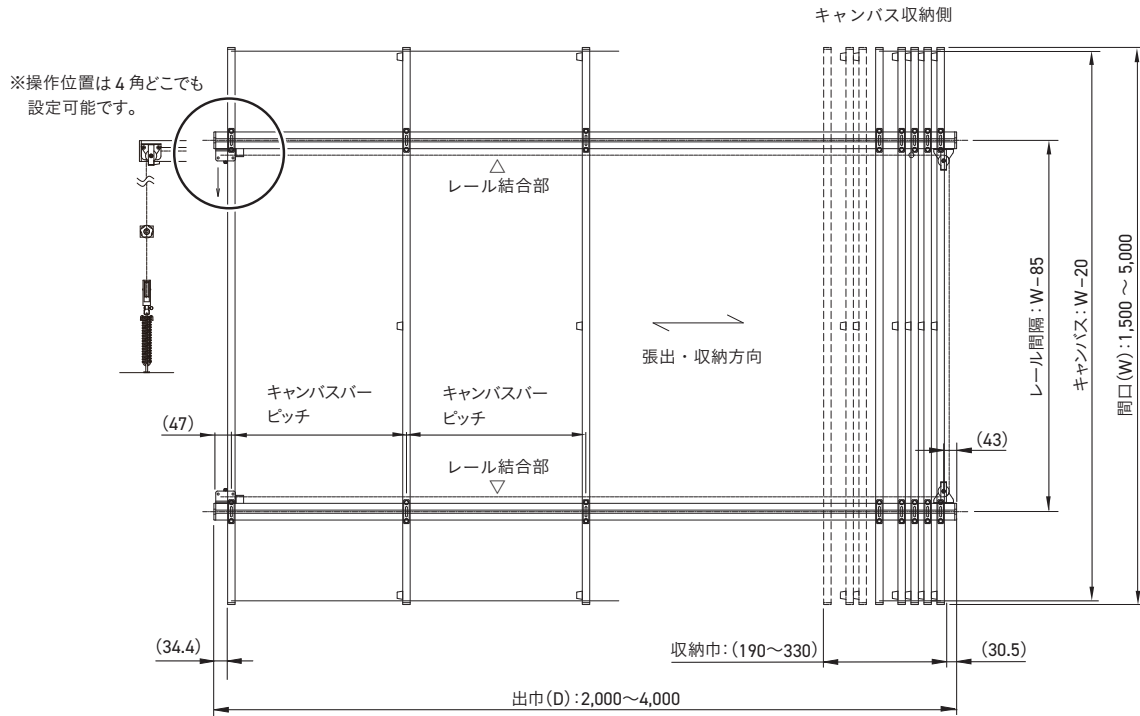 キャンバス収納側
※操作位置は4角どこでも
設定可能です。
△
レール結合部
張出・収納方向
キャンバスバー
ピッチ
キャンバスバー
ピッチ
(47)
レール結合部
▽
(43)
レール間隔：W−85
キャンバス：W−20
間口(W)：1,500 ～ 5,000
(34.4)
収納巾：(190～330)
(30.5)
出巾(D)：2,000～4,000